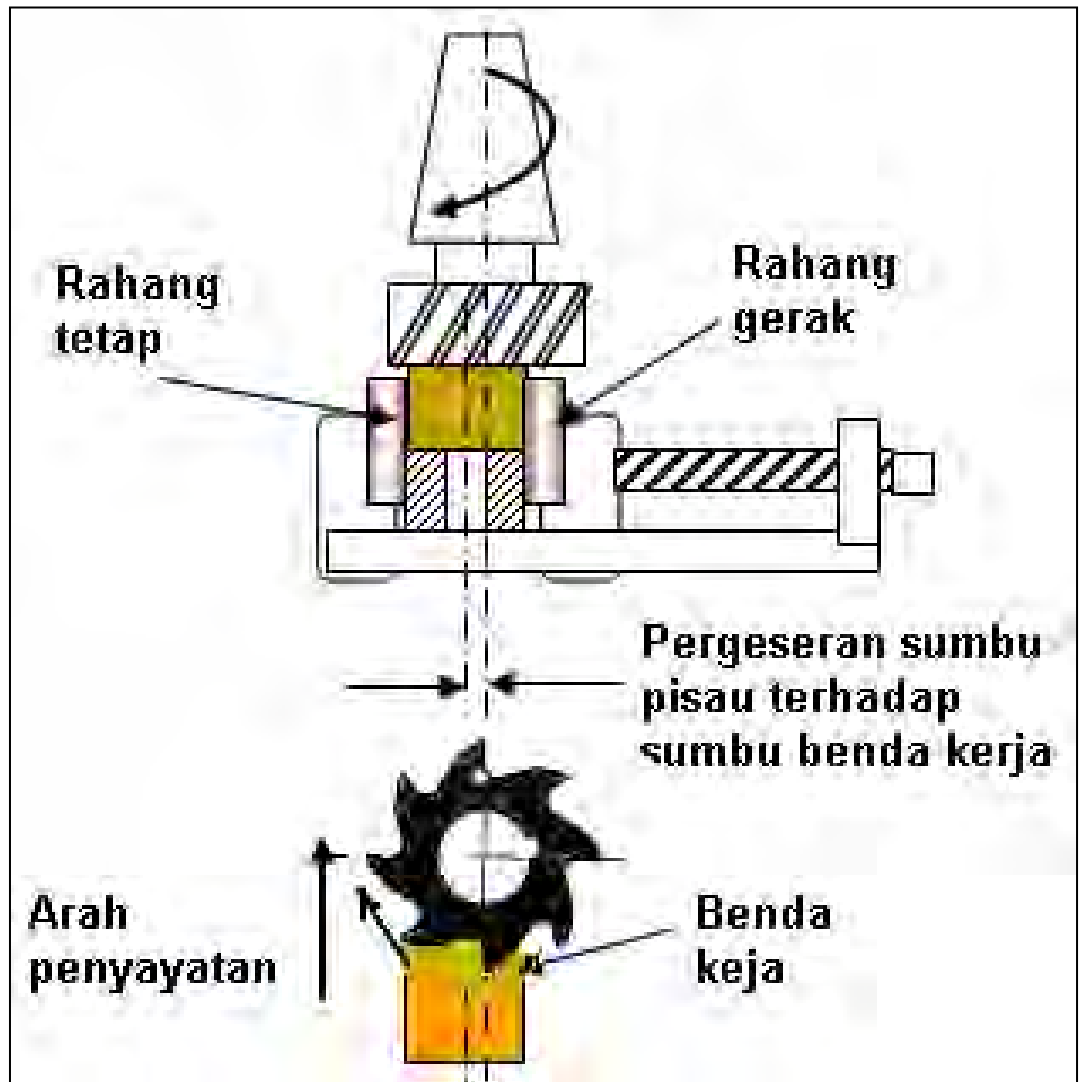 Rahang
tetap
Rahang
gerak
Pergeseran sumbu
pisau terhadap
sumbu benda kerja
Arah
penyayatan
Benda
keja